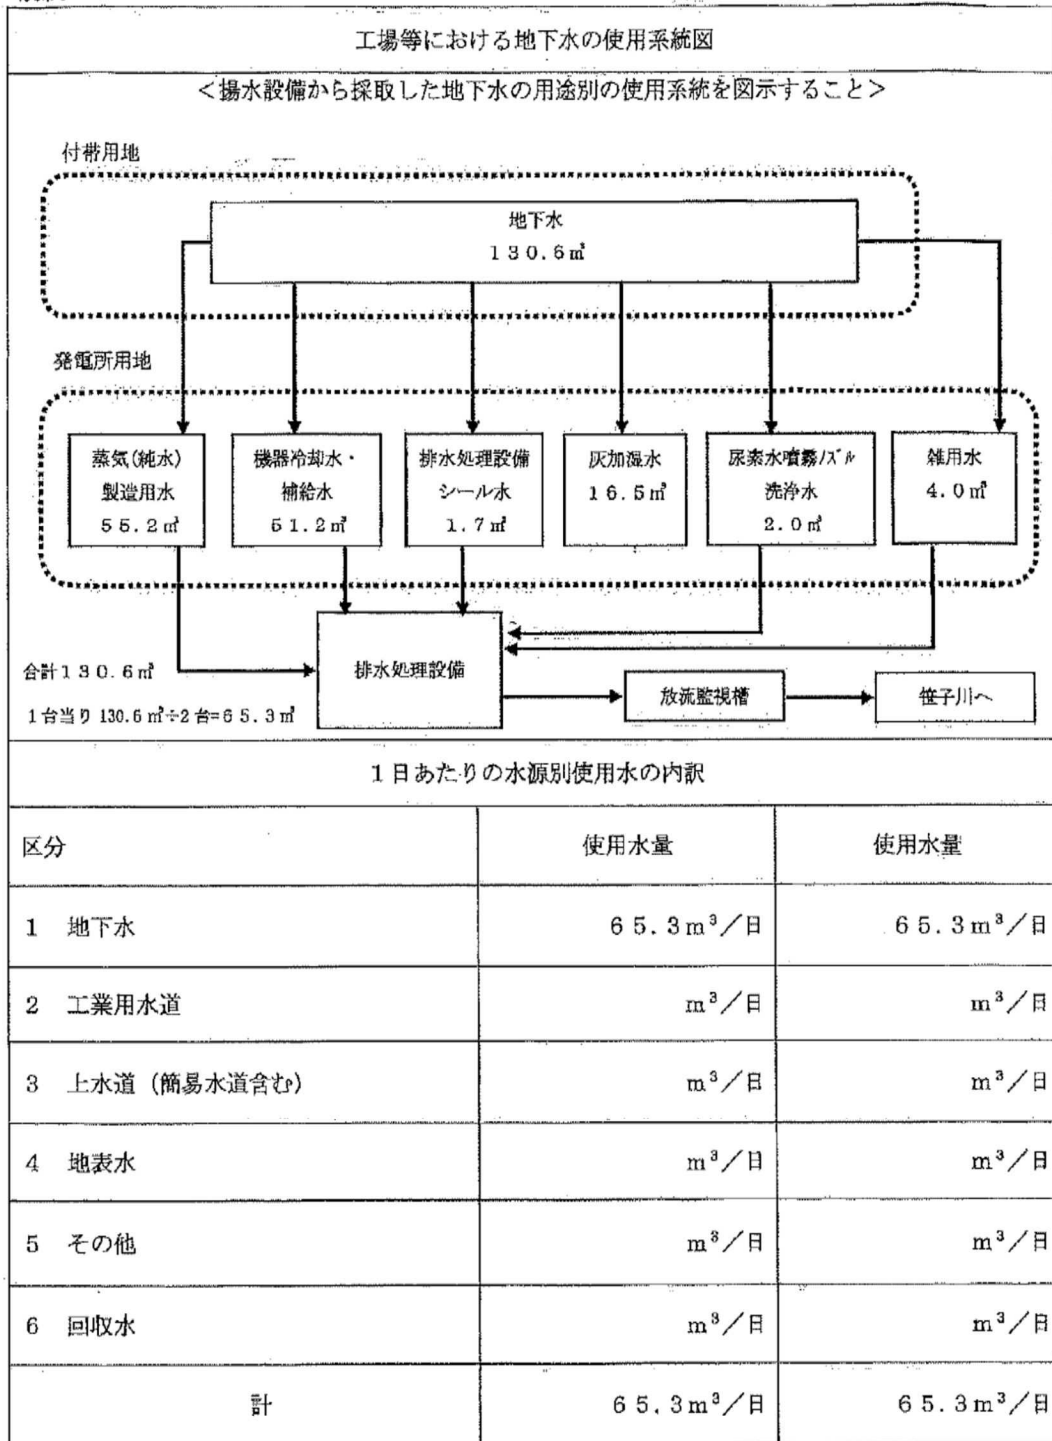 工場等における地下水の使用系統図
＜揚水設備から採取した地下水の用途別の使用系統を図示すること＞
付帯用地
地下水
130.6㎥
発電所用地
蒸気(純水)
製造用水
55.2㎥
機器冷却水・
補給水
51.2㎥
排水処理設備
シール水
1.7㎥
灰加湿水
16.5㎥
尿素水噴霧ﾉｽﾞﾙ
洗浄水
2.0㎥
雑用水
4.0㎥
排水処理設備
放流監視槽
笹子川へ
合計130.6㎥
1台当り 130.6㎥÷2台=65.3㎥
1日あたりの水源別使用水の内訳
区分 使用水量 使用水量
1 地下水 65.3m³／日 65.3m³／日
2 工業用水道 m³／日 m³／日
3 上水道（簡易水道含む） m³／日 m³／日
4 地表水 m³／日 m³／日
5 その他 m³／日 m³／日
6 回収水 m³／日 m³／日
計 65.3m³／日 65.3m³／日